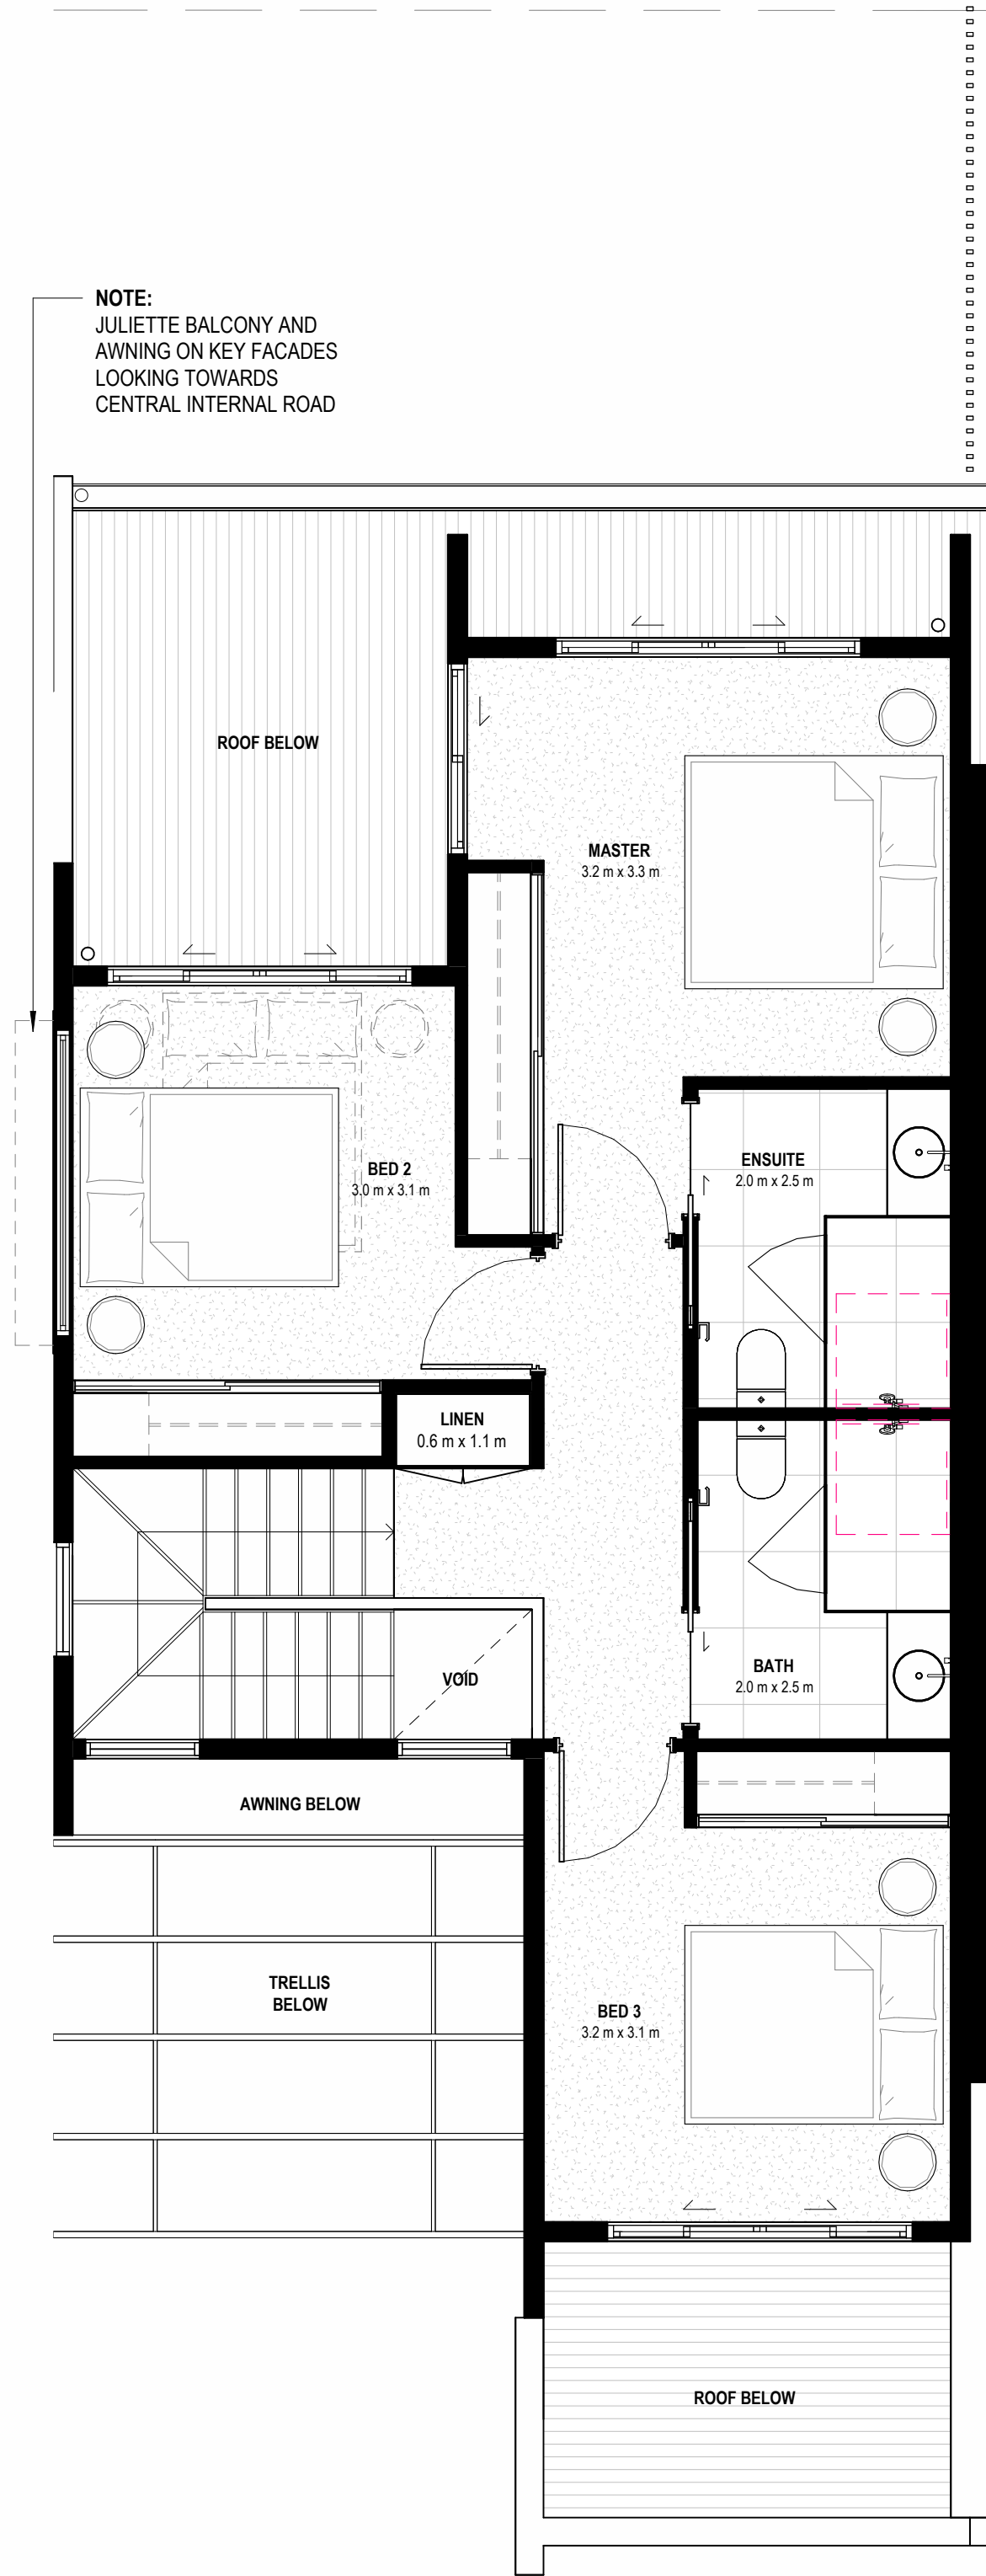 NOTE:
JULIETTE BALCONY AND
AWNING ON KEY FACADES
LOOKING TOWARDS
CENTRAL INTERNAL ROAD
ROOF BELOW
MASTER
3.2 m x 3.3 m
BED 2
3.0 m x 3.1 m
ENSUITE
2.0 m x 2.5 m
LINEN
0.6 m x 1.1 m
VOID
BATH
2.0 m x 2.5 m
AWNING BELOW
TRELLIS
BELOW
BED 3
3.2 m x 3.1 m
ROOF BELOW